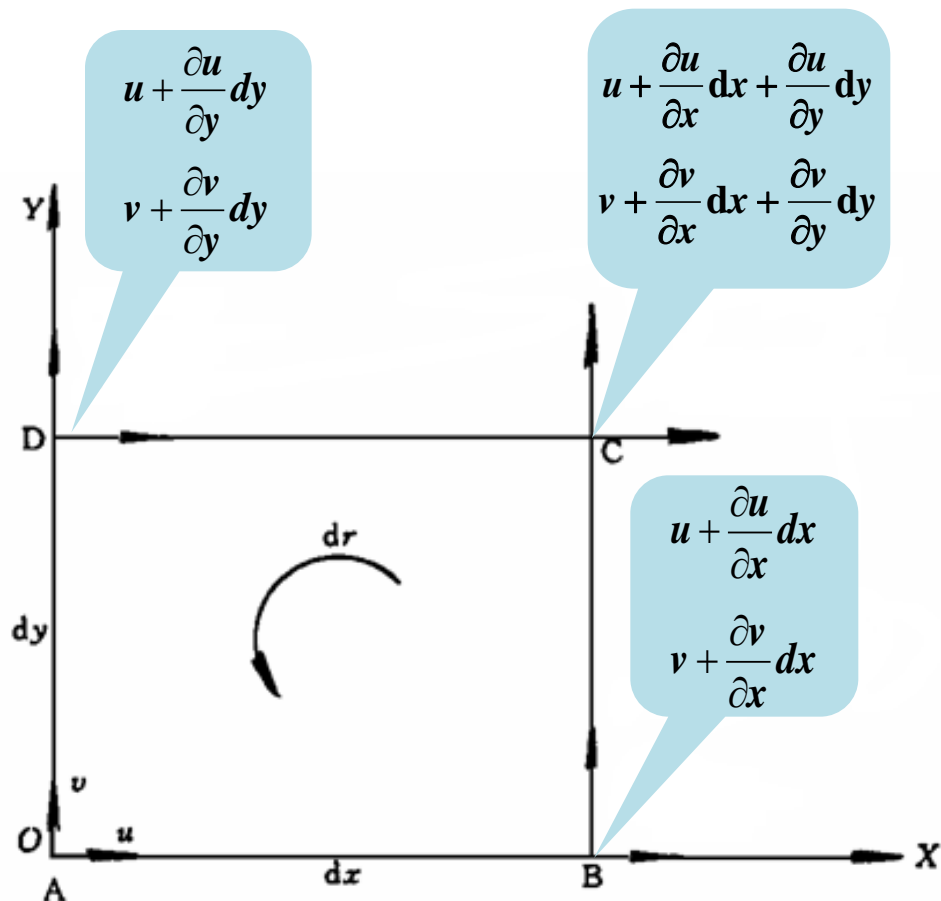 u + ∂u/∂y dy
v + ∂v/∂y dy
u + ∂u/∂x dx + ∂u/∂y dy
v + ∂v/∂x dx + ∂v/∂y dy
Y
D
C
u + ∂u/∂x dx
v + ∂v/∂x dx
dr
dy
v
O
u
X
A
dx
B